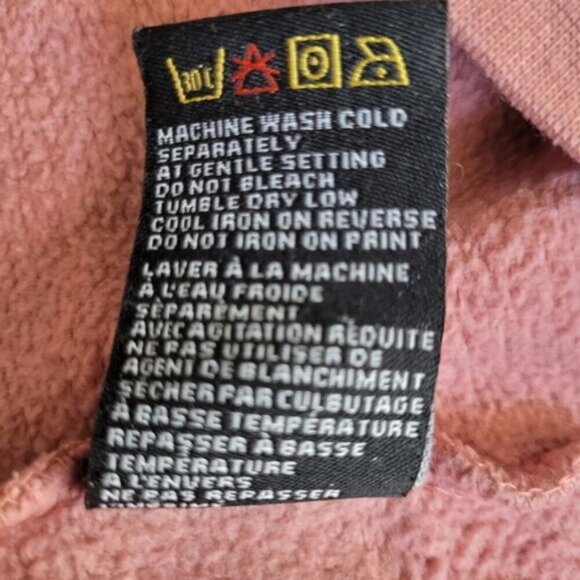 30°C
MACHINE WASH COLD
SEPARATELY
AT GENTLE SETTING
DO NOT BLEACH
TUMBLE DRY LOW
COOL IRON ON REVERSE
DO NOT IRON ON PRINT
LAVER À LA MACHINE
À L'EAU FROIDE
SÉPARÉMENT
AVEC AGITATION RÉDUITE
NE PAS UTILISER DE
AGENT DE BLANCHIMENT
SÉCHER PAR CULBUTAGE
À BASSE TEMPÉRATURE
REPASSER À BASSE
TEMPÉRATURE
À L'ENVERS
NE PAS REPASSER